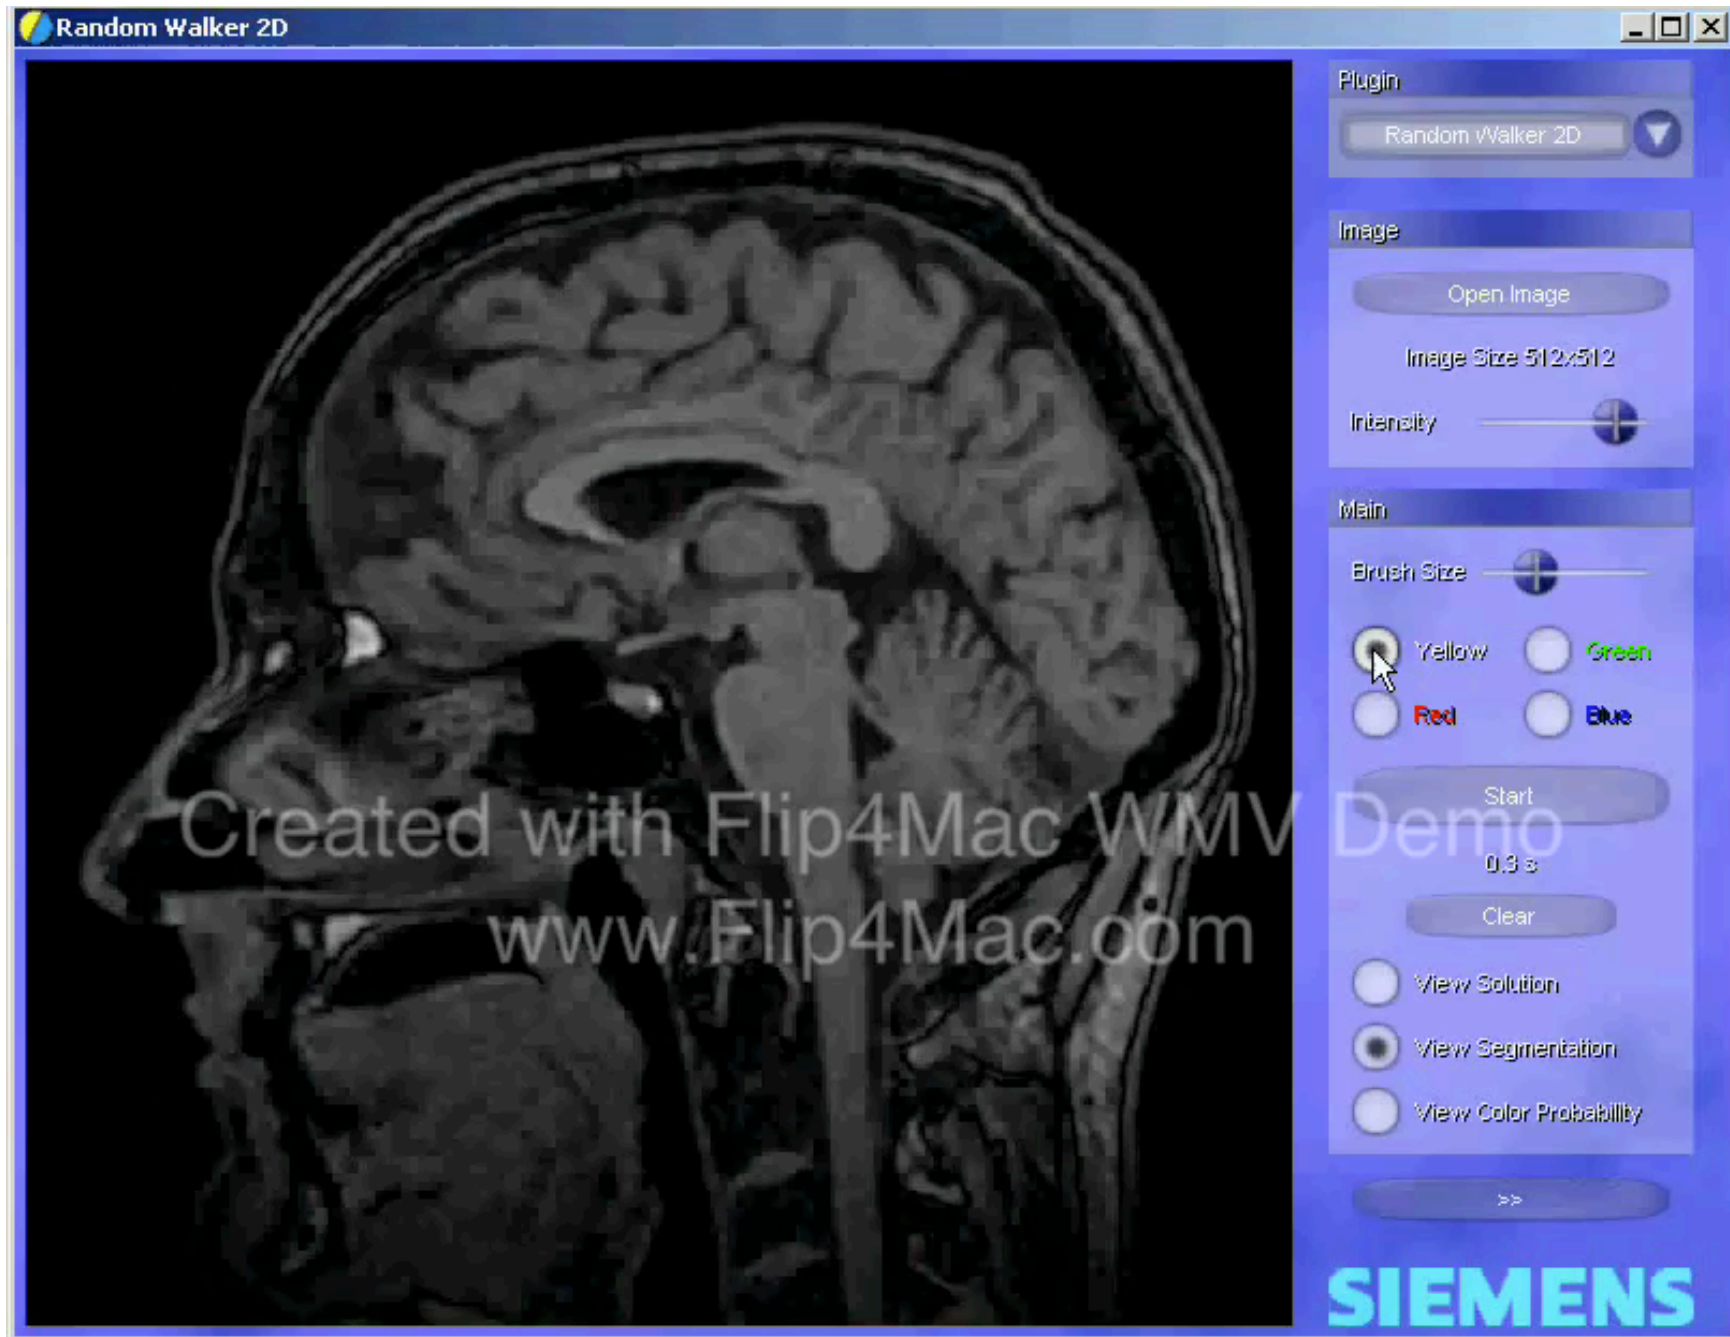 Random Walker 2D
Plugin
Random Walker 2D
Image
Open Image
Image Size 512x512
Intensity
Main
Brush Size
Yellow
Green
Red
Blue
Start
Created with Flip4Mac WMV Demo
0.3 s
Clear
www.Flip4Mac.com
View Solution
View Segmentation
View Color Probability
>>
SIEMENS